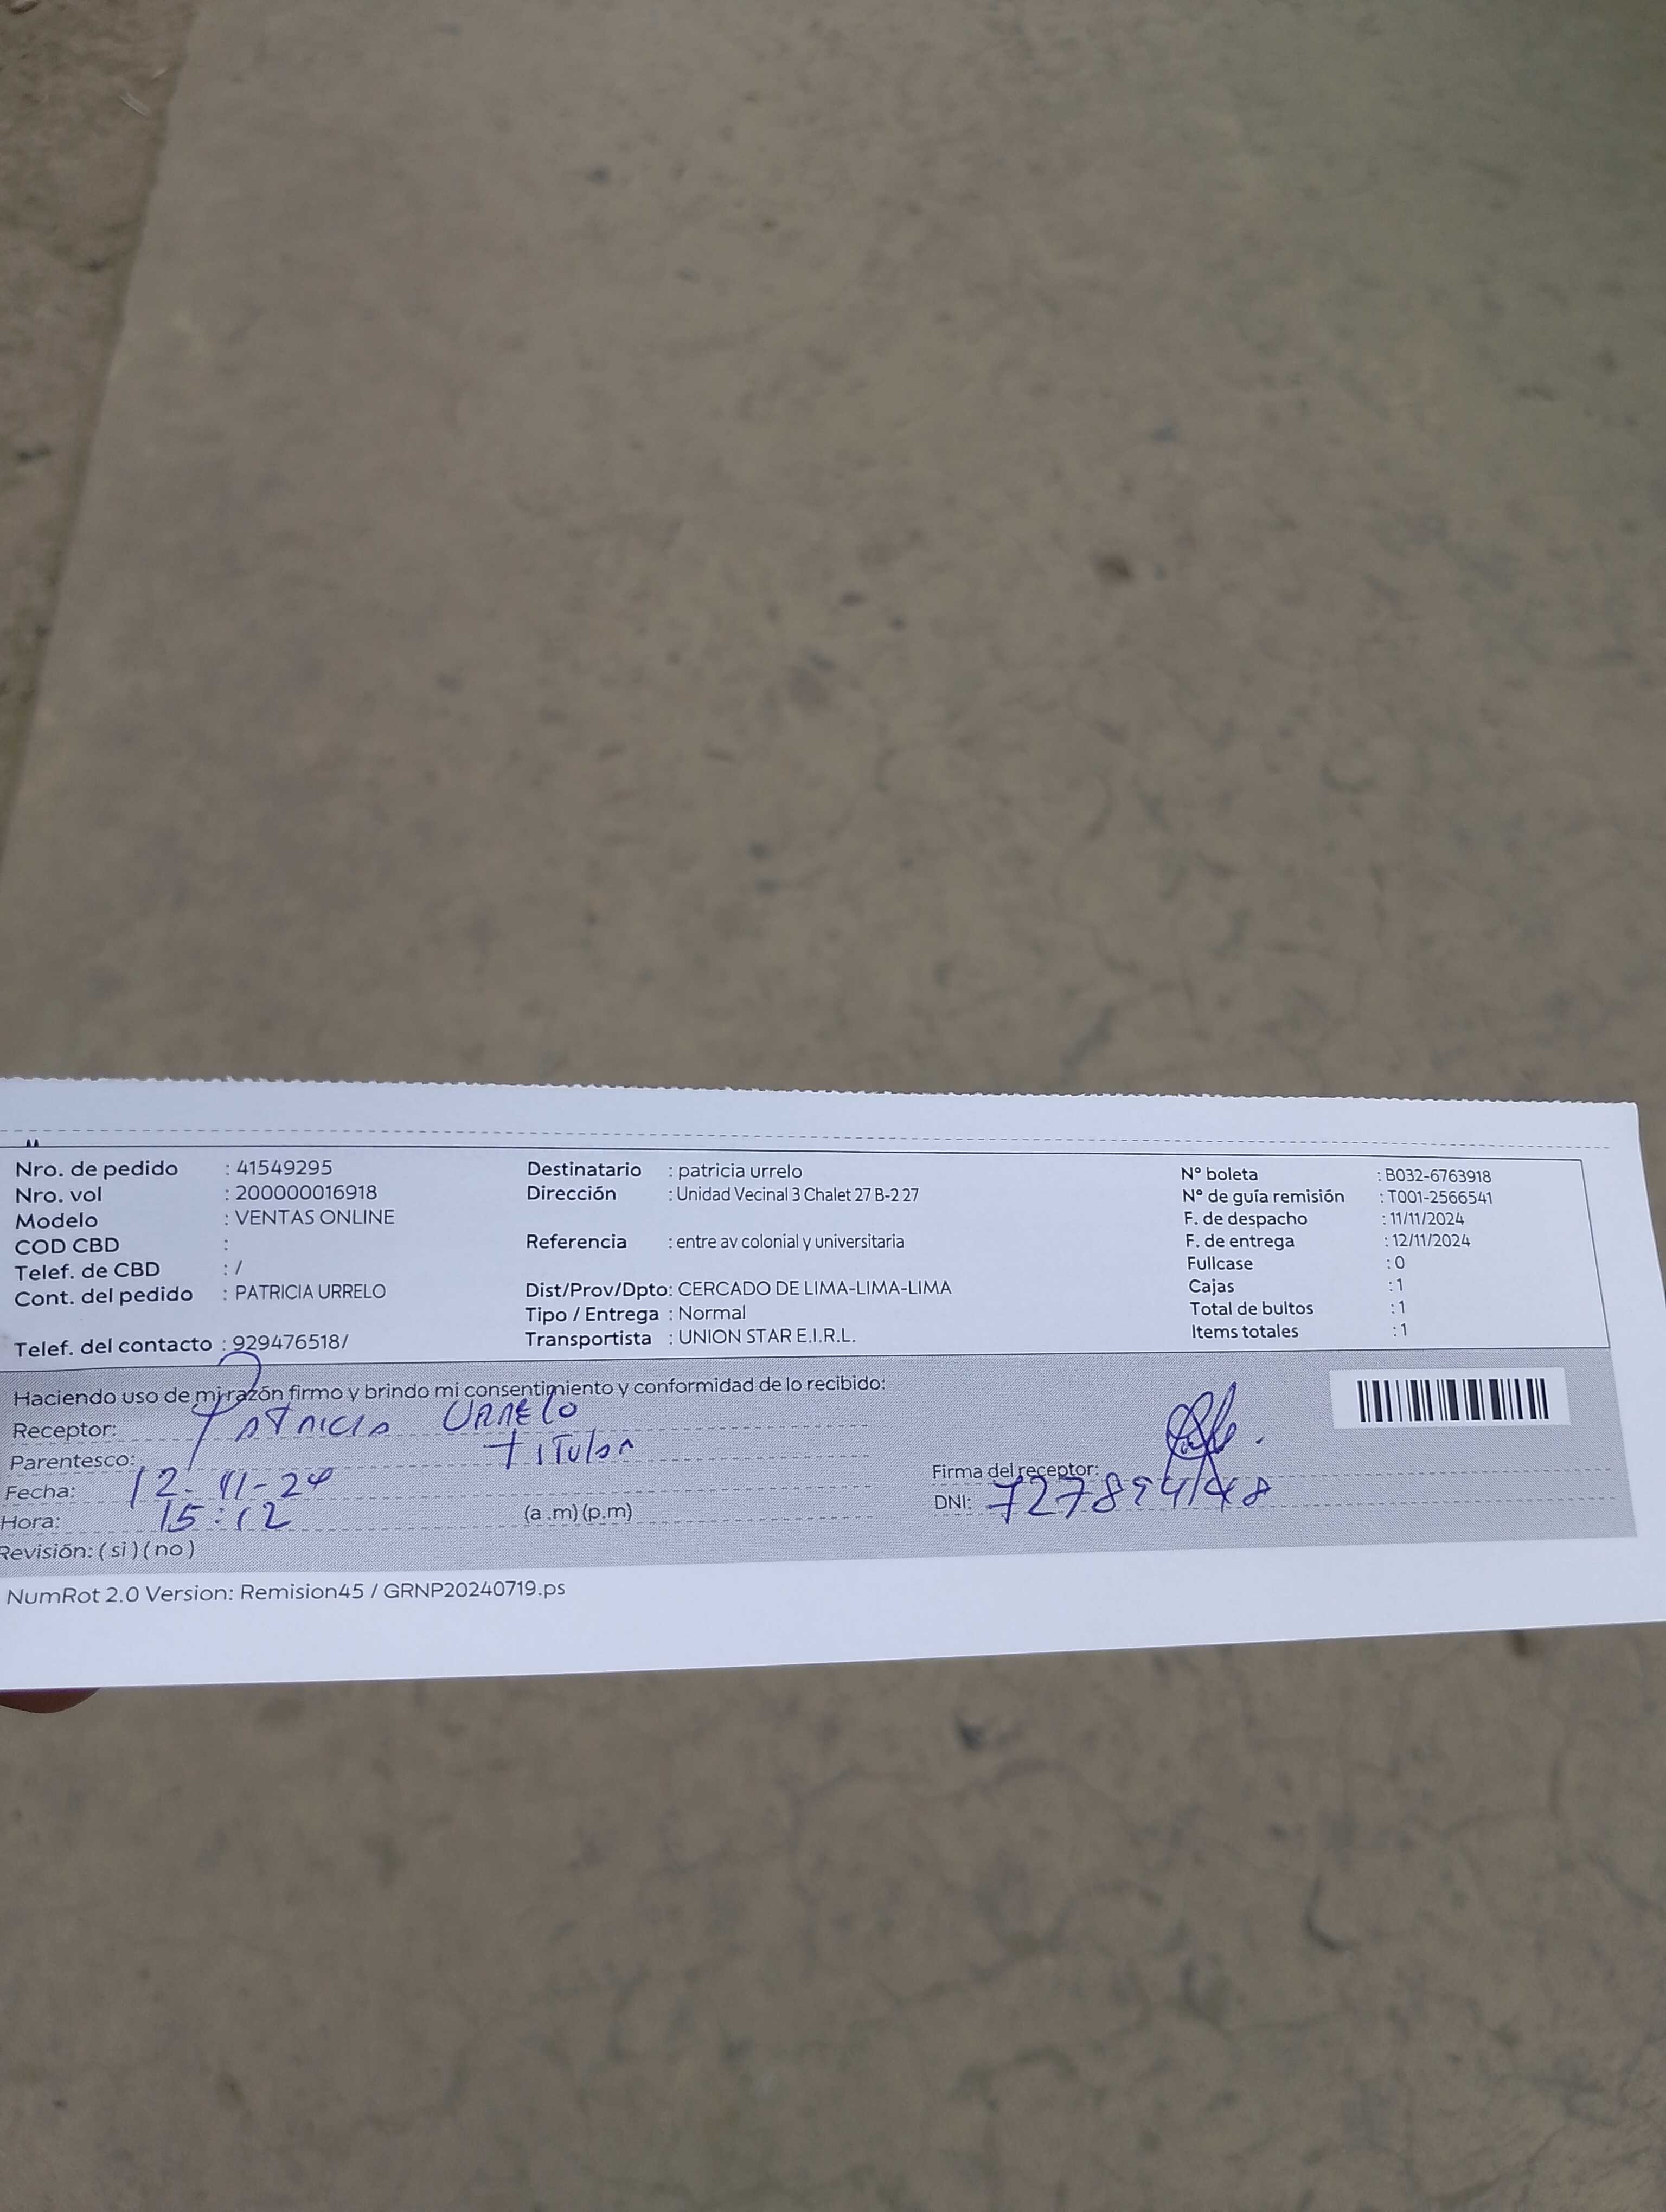 Nro. de pedido : 41549295
Nro. vol : 200000016918
Modelo : VENTAS ONLINE
COD CBD :
Telef. de CBD : /
Cont. del pedido : PATRICIA URRELO
Telef. del contacto : 929476518/
Destinatario : patricia urrelo
Dirección : Unidad Vecinal 3 Chalet 27 B-2 27
Referencia : entre av colonial y universitaria
Dist/Prov/Dpto: CERCADO DE LIMA-LIMA-LIMA
Tipo / Entrega : Normal
Transportista : UNION STAR E.I.R.L.
N° boleta : B032-6763918
N° de guía remisión : T001-2566541
F. de despacho : 11/11/2024
F. de entrega : 12/11/2024
Fullcase : 0
Cajas : 1
Total de bultos : 1
Items totales : 1
Haciendo uso de mi razón firmo y brindo mi consentimiento y conformidad de lo recibido:
Receptor: Patricia Urrelo
Parentesco: titular
Fecha: 12-11-24
Hora: 15:12 (a .m) (p.m)
Revisión: ( sì ) ( no )
Firma del receptor:
DNI:
NumRot 2.0 Version: Remision45 / GRNP20240719.ps